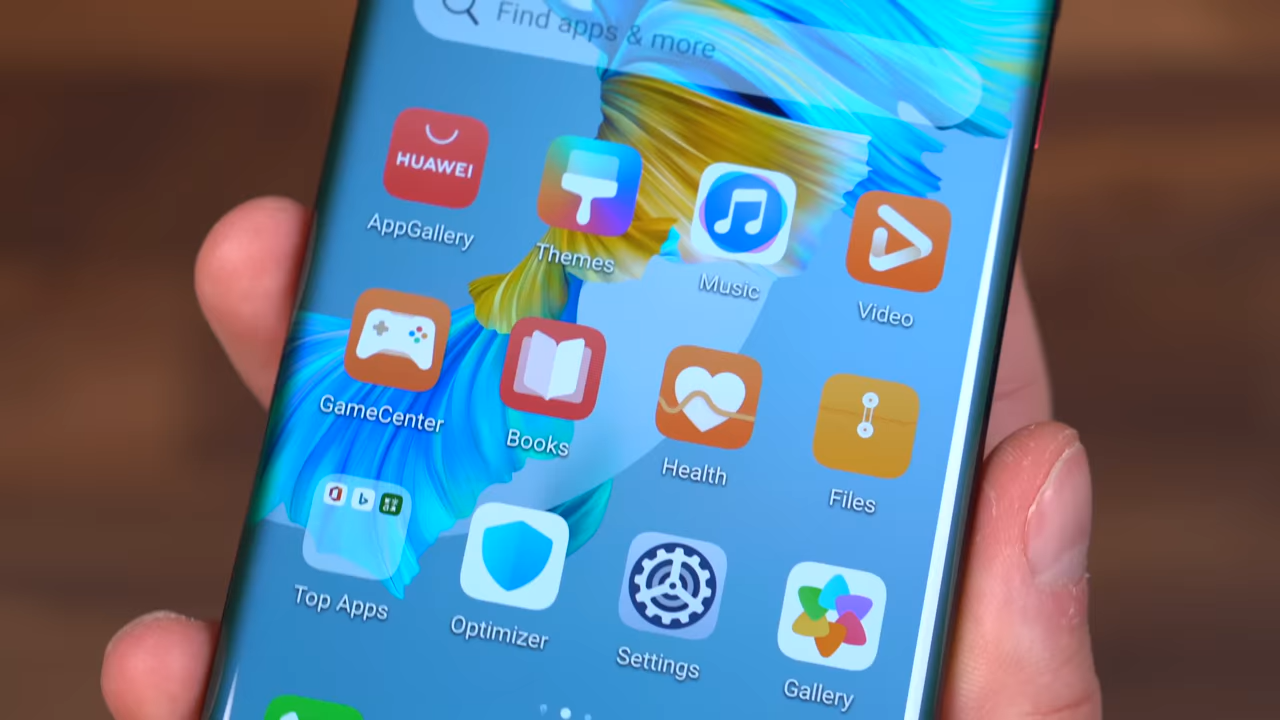 Find apps & more
HUAWEI
AppGallery
Themes
Music
Video
GameCenter
Books
Health
Files
Top Apps
Optimizer
Settings
Gallery